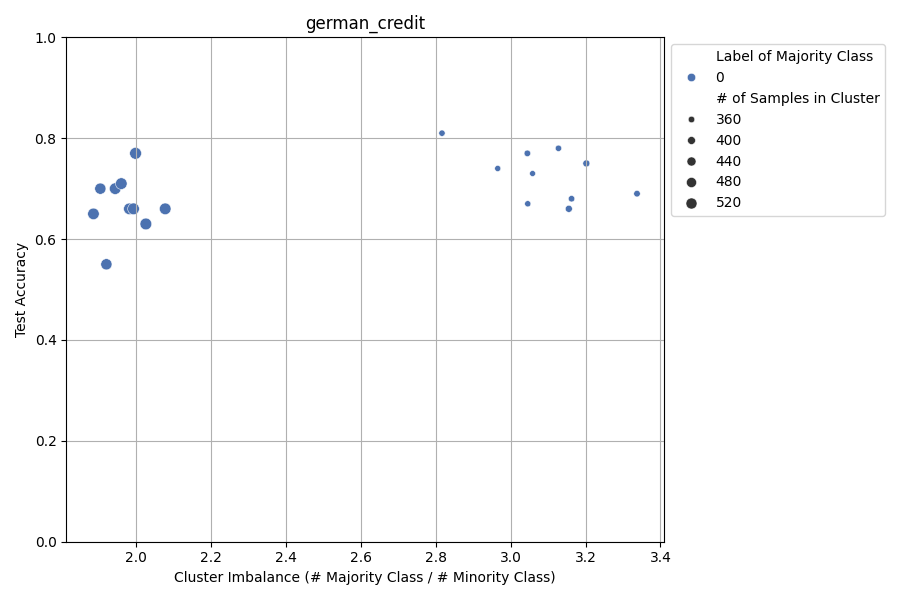 german_credit
1.0
0.8
0.6
0.4
0.2
0.0
Test Accuracy
2.0 2.2 2.4 2.6 2.8 3.0 3.2 3.4
Cluster Imbalance (# Majority Class / # Minority Class)
Label of Majority Class
0
# of Samples in Cluster
360
400
440
480
520